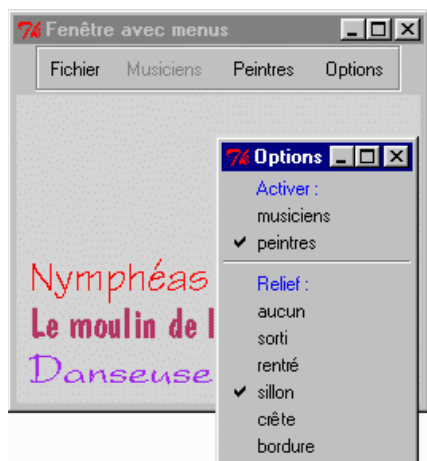 Fenêtre avec menus
Fichier Musiciens Peintres Options
Options
Activer :
musiciens
peintres
Relief :
aucun
sorti
rentré
sillon
crête
bordure
Nymphéas
Le moulin de l
Danseuse